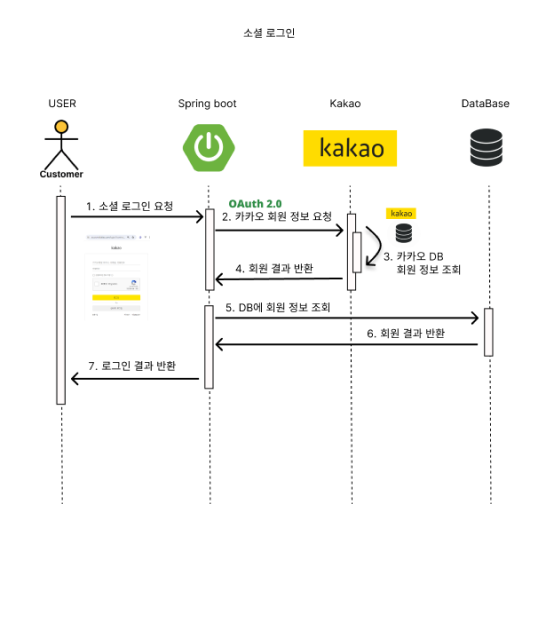 소셜 로그인
USER
Spring boot
Kakao
DataBase
kakao
Customer
1. 소셜 로그인 요청
OAuth 2.0
2. 카카오 회원 정보 요청
kakao
kakao
3. 카카오 DB
회원 정보 조회
4. 회원 결과 반환
5. DB에 회원 정보 조회
6. 회원 결과 반환
7. 로그인 결과 반환